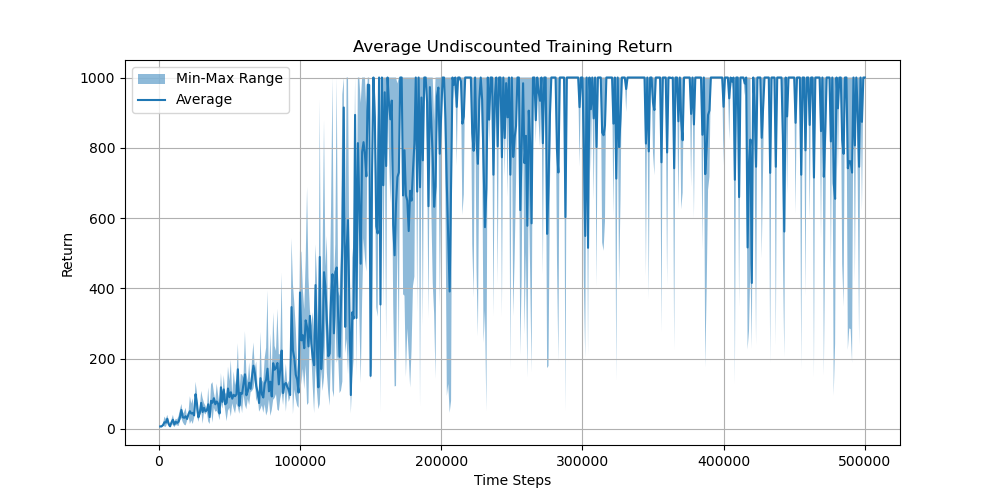 Average Undiscounted Training Return
Min-Max Range
Average
1000
800
600
400
200
0
Return
0
100000
200000
300000
400000
500000
Time Steps